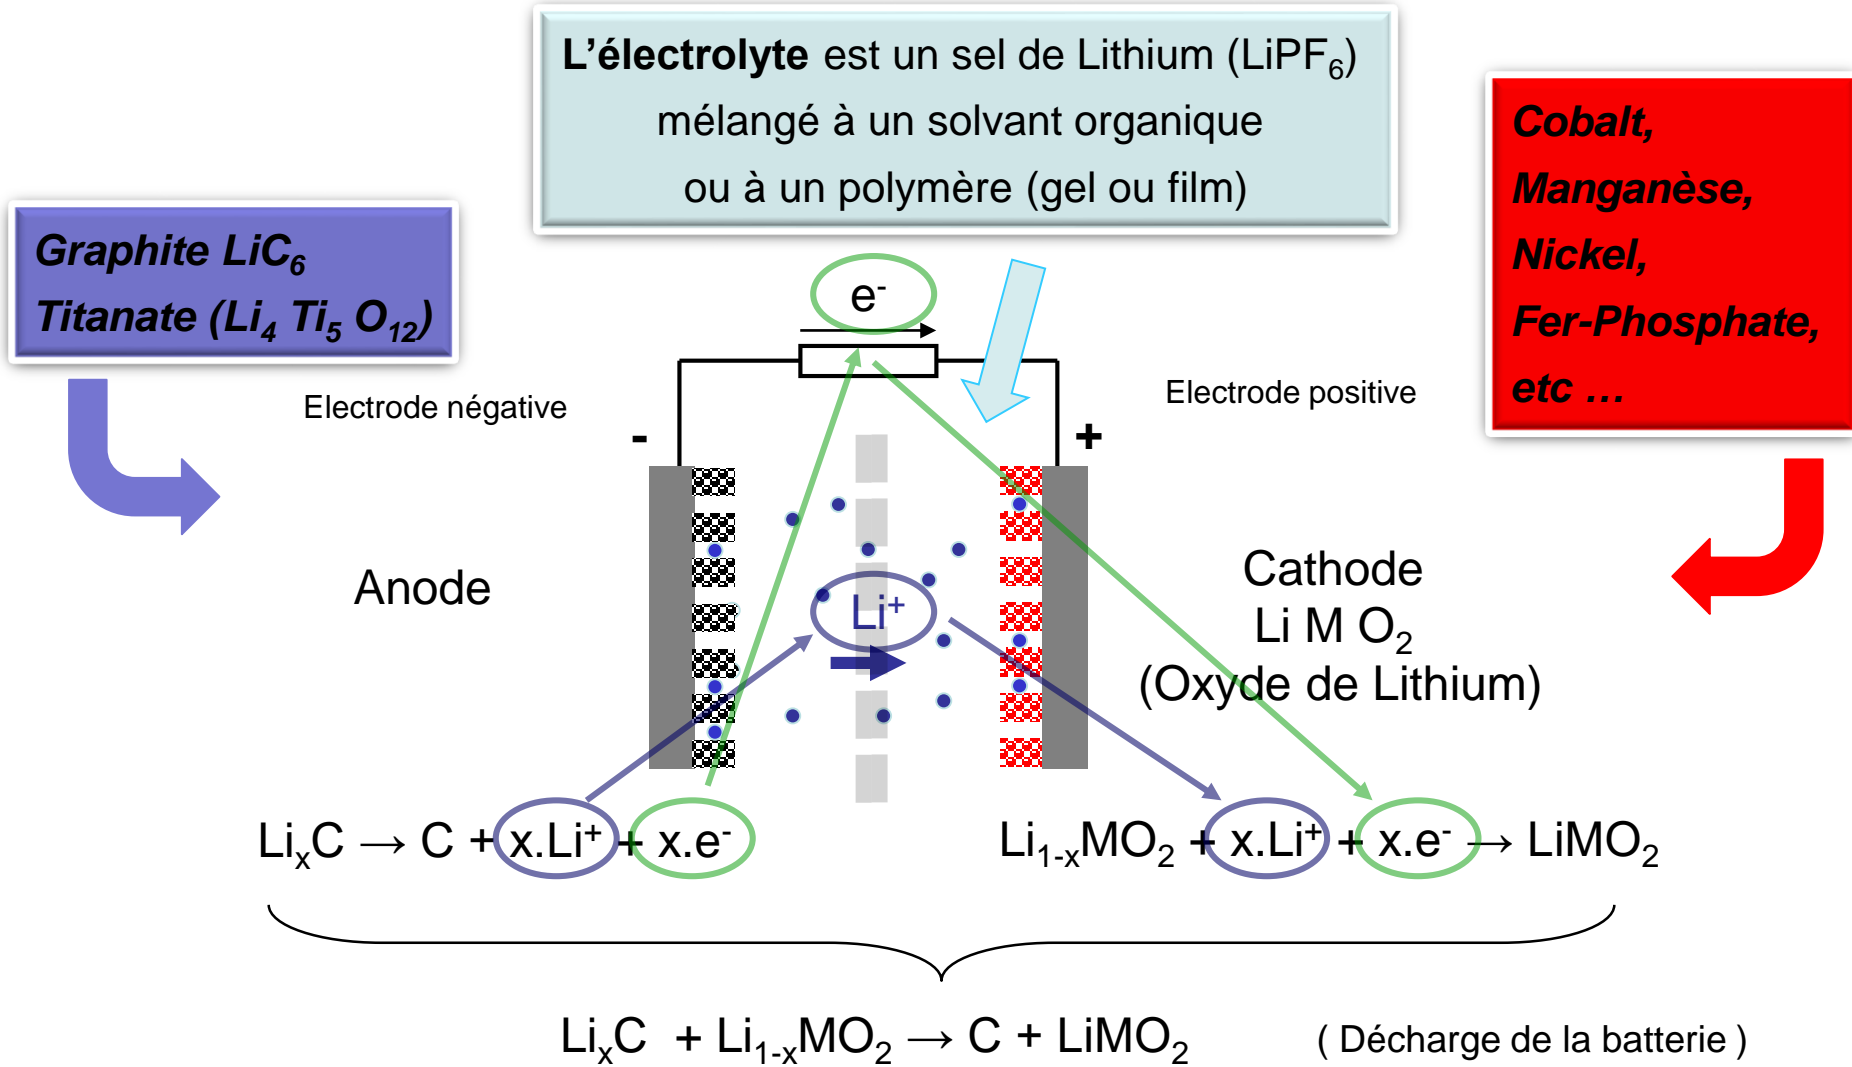 L’électrolyte est un sel de Lithium (LiPF₆)
mélangé à un solvant organique
ou à un polymère (gel ou film)
Cobalt,
Manganèse,
Nickel,
Fer-Phosphate,
etc …
Graphite LiC₆
Titanate (Li₄ Ti₅ O₁₂)
e⁻
Electrode négative
Electrode positive
-
+
Anode
Li⁺
Cathode
Li M O₂
(Oxyde de Lithium)
LiₓC → C + x.Li⁺ + x.e⁻
Li₁₋ₓMO₂ + x.Li⁺ + x.e⁻ → LiMO₂
LiₓC + Li₁₋ₓMO₂ → C + LiMO₂ ( Décharge de la batterie )